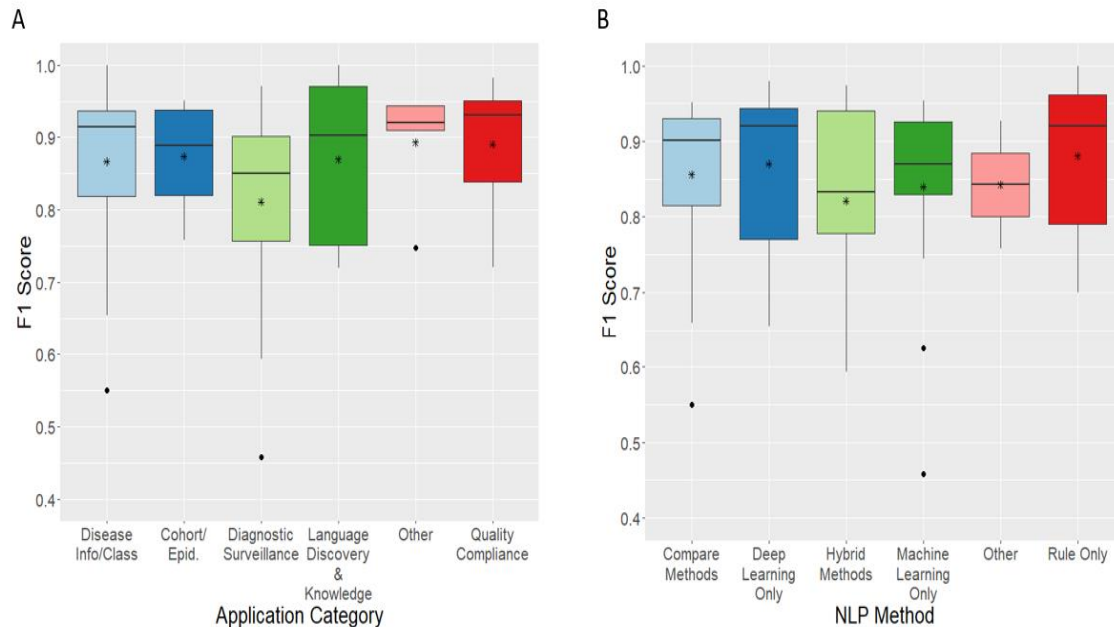 A
F1 Score
1.0
0.9
0.8
0.7
0.6
0.5
0.4
Disease
Info/Class
Cohort/
Epid.
Diagnostic
Surveillance
Language
Discovery
&
Knowledge
Other
Quality
Compliance
Application Category
B
F1 Score
1.0
0.9
0.8
0.7
0.6
0.5
0.4
Compare
Methods
Deep
Learning
Only
Hybrid
Methods
Machine
Learning
Only
Other
Rule Only
NLP Method